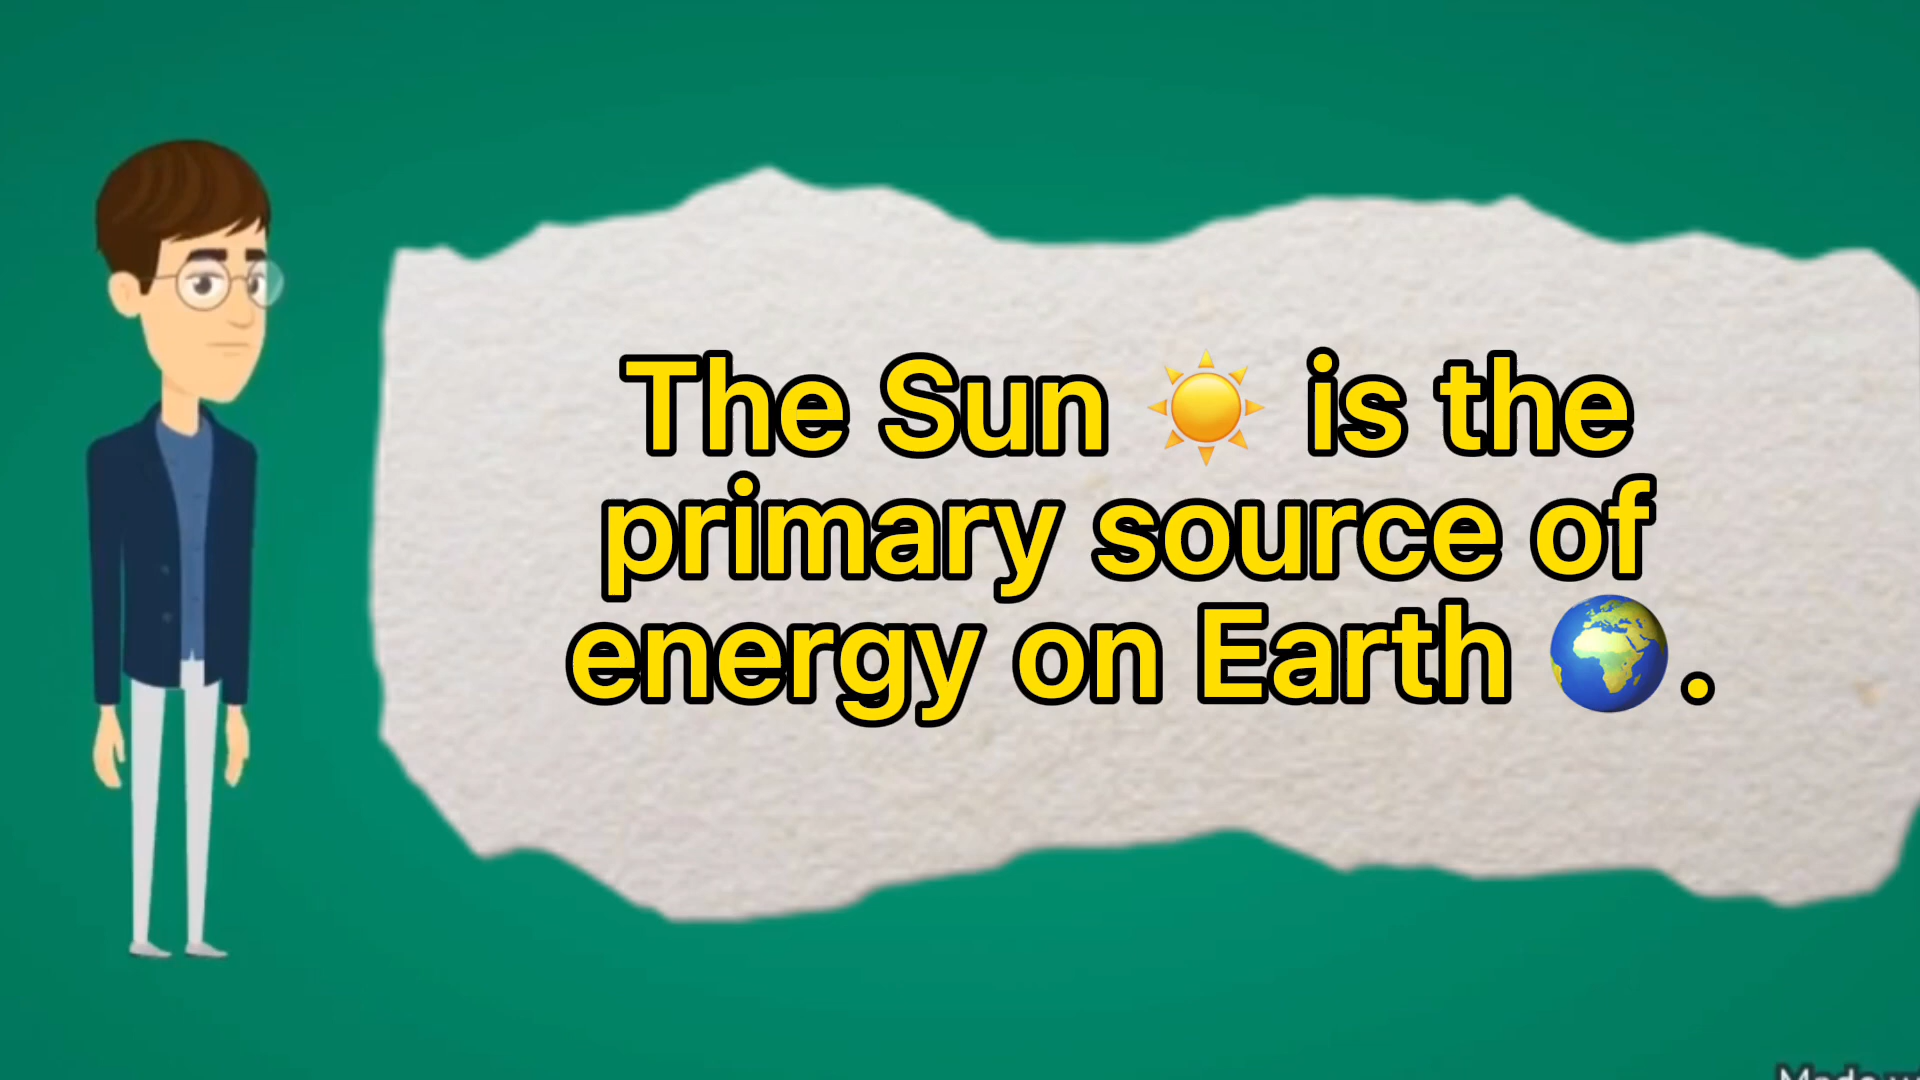 The Sun ☀️ is the
primary source of
energy on Earth 🌍.